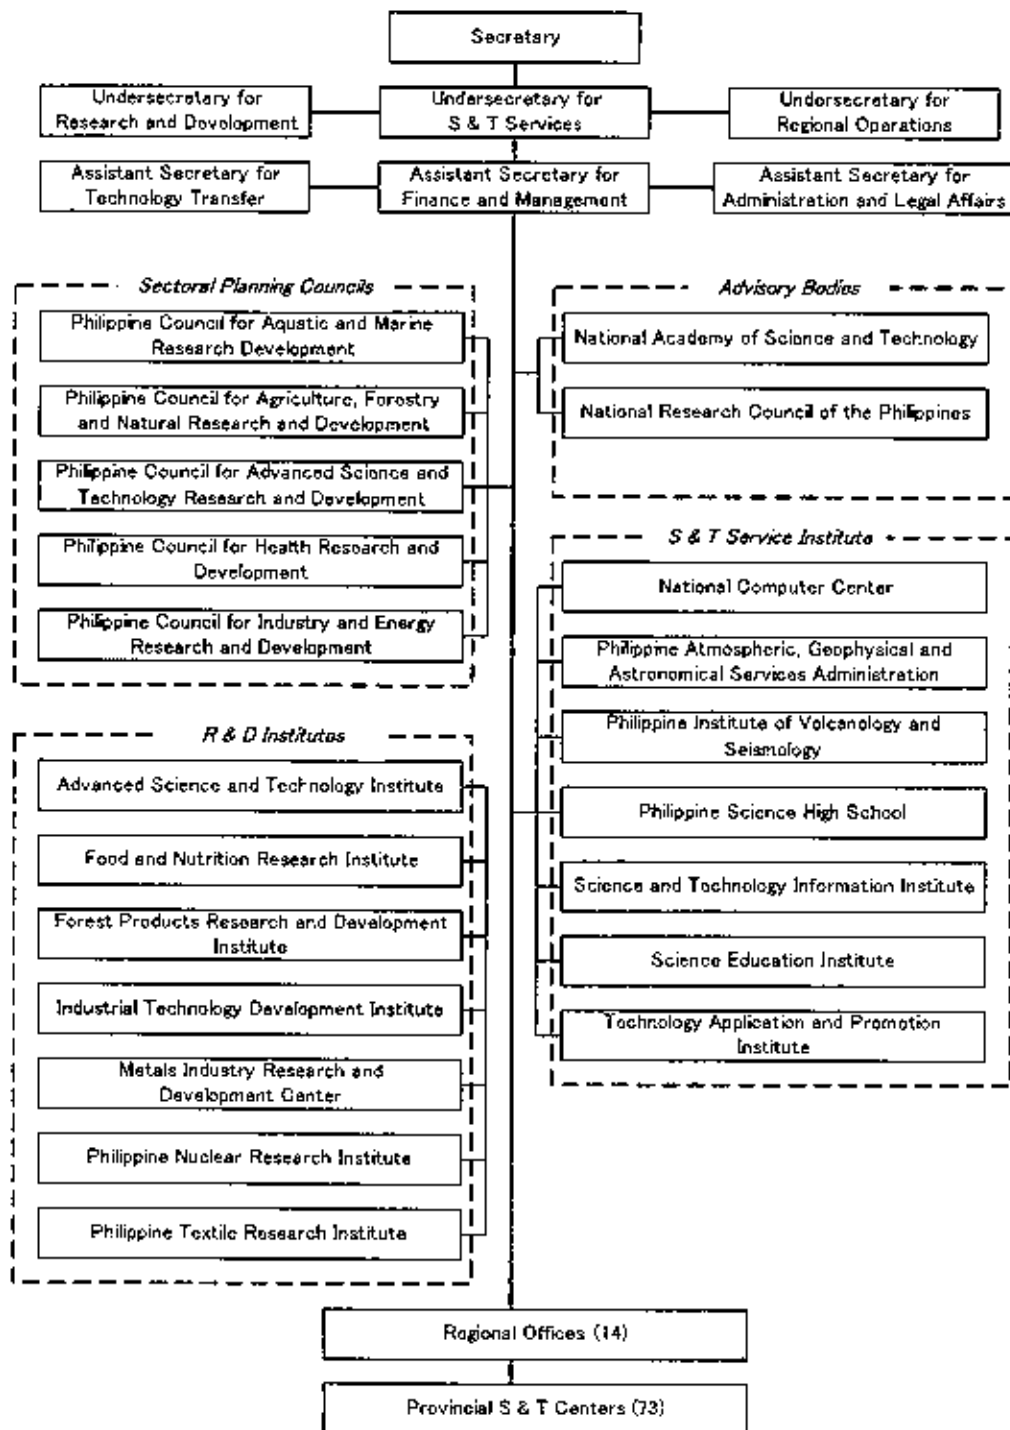 Secretary
Undersecretary for
Research and Development
Undersecretary for
S & T Services
Undersecretary for
Regional Operations
Assistant Secretary for
Technology Transfer
Assistant Secretary for
Finance and Management
Assistant Secretary for
Administration and Legal Affairs
Sectoral Planning Councils
Philippine Council for Aquatic and Marine
Research Development
Philippine Council for Agriculture, Forestry
and Natural Research and Development
Philippine Council for Advanced Science and
Technology Research and Development
Philippine Council for Health Research and
Development
Philippine Council for Industry and Energy
Research and Development
Advisory Bodies
National Academy of Science and Technology
National Research Council of the Philippines
S & T Service Institute
National Computer Center
Philippine Atmospheric, Geophysical and
Astronomical Services Administration
Philippine Institute of Volcanology and
Seismology
Philippine Science High School
Science and Technology Information Institute
Science Education Institute
Technology Application and Promotion
Institute
R & D Institutes
Advanced Science and Technology Institute
Food and Nutrition Research Institute
Forest Products Research and Development
Institute
Industrial Technology Development Institute
Metals Industry Research and
Development Center
Philippine Nuclear Research Institute
Philippine Textile Research Institute
Regional Offices (14)
Provincial S & T Centers (73)